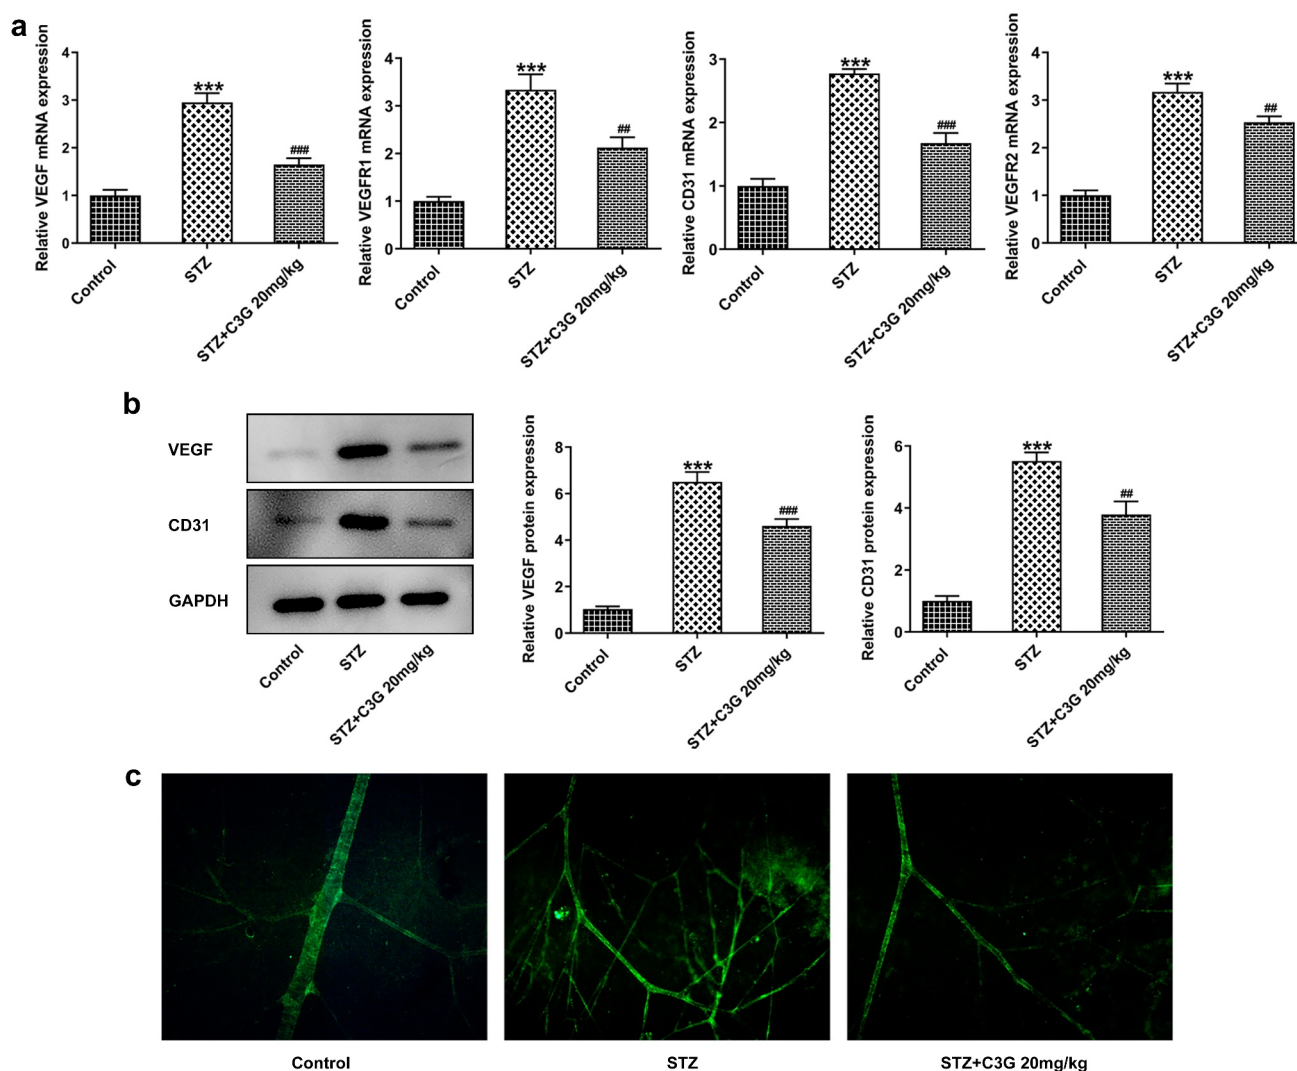 a
Relative VEGF mRNA expression
4
3
2
1
0
***
###
Control
STZ
STZ+C3G 20mg/kg
Relative VEGFR1 mRNA expression
4
3
2
1
0
***
##
Control
STZ
STZ+C3G 20mg/kg
Relative CD31 mRNA expression
3
2
1
0
***
###
Control
STZ
STZ+C3G 20mg/kg
Relative VEGFR2 mRNA expression
4
3
2
1
0
***
##
Control
STZ
STZ+C3G 20mg/kg
b
VEGF
CD31
GAPDH
Control
STZ
STZ+C3G 20mg/kg
Relative VEGF protein expression
8
6
4
2
0
***
###
Control
STZ
STZ+C3G 20mg/kg
Relative CD31 protein expression
6
4
2
0
***
##
Control
STZ
STZ+C3G 20mg/kg
c
Control
STZ
STZ+C3G 20mg/kg